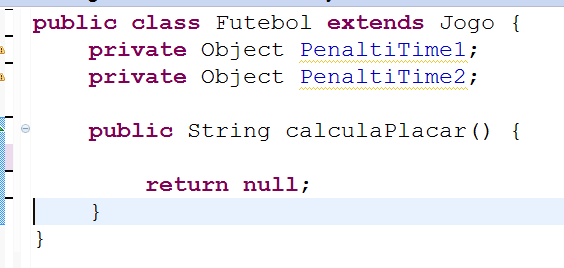 public class Futebol extends Jogo {
private Object PenaltiTime1;
private Object PenaltiTime2;
public String calculaPlacar() {
return null;
}
}